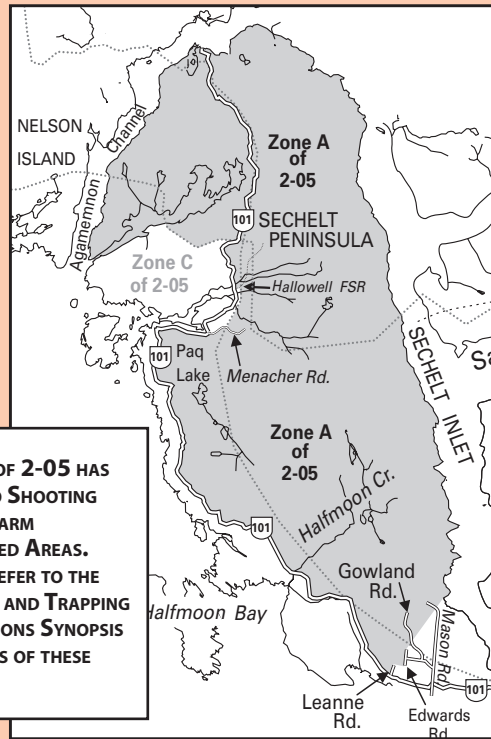 NELSON
ISLAND
Agamemnon Channel
Zone A
of
2-05
101
SECHELT
PENINSULA
Zone C
of 2-05
Hallowell FSR
101
Paq
Lake
Menacher Rd.
SECHELT INLET
Zone A
of
2-05
OF 2-05 HAS
SHOOTING
ARM
ED AREAS.
EFER TO THE
AND TRAPPING
ONS SYNOPSIS
S OF THESE
101
Halfmoon Cr.
Gowland
Rd.
Halfmoon Bay
Mason Rd.
101
Leanne
Rd.
Edwards
Rd.